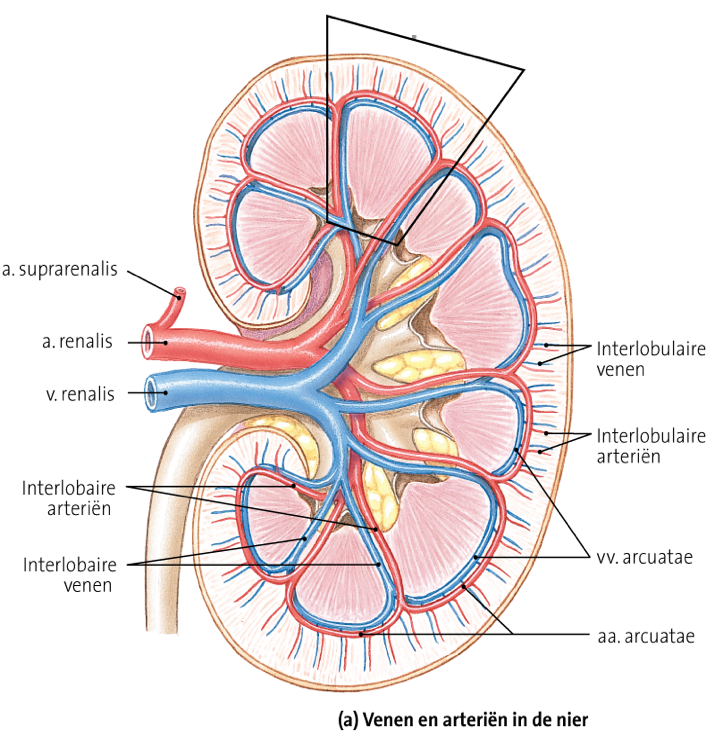 a. suprarenalis
a. renalis
v. renalis
Interlobulaire
venen
Interlobulaire
arteriën
Interlobaire
arteriën
Interlobaire
venen
vv. arcuatae
aa. arcuatae
(a) Venen en arteriën in de nier